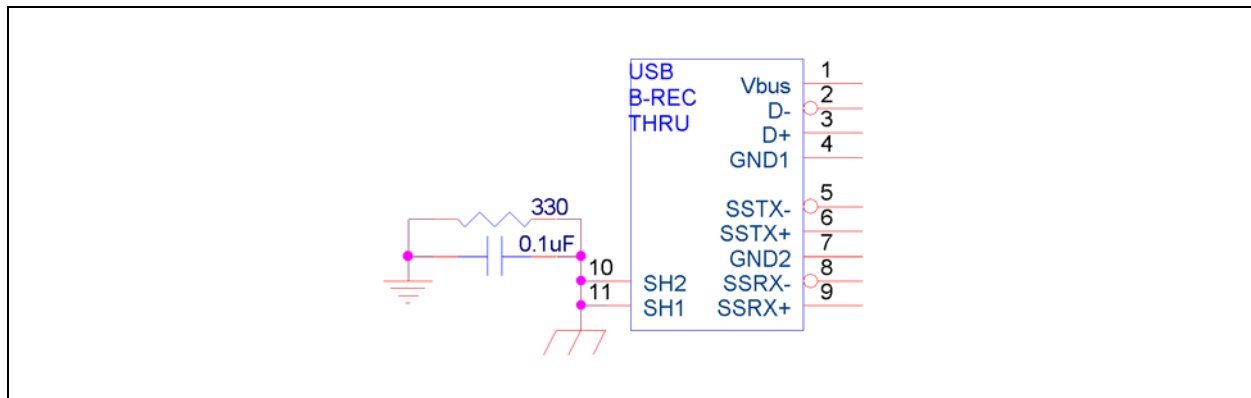 USB
B-REC
THRU
Vbus 1
D- 2
D+ 3
GND1 4
SSTX- 5
SSTX+ 6
GND2 7
SSRX- 8
SSRX+ 9
330
0.1uF
10 SH2
11 SH1